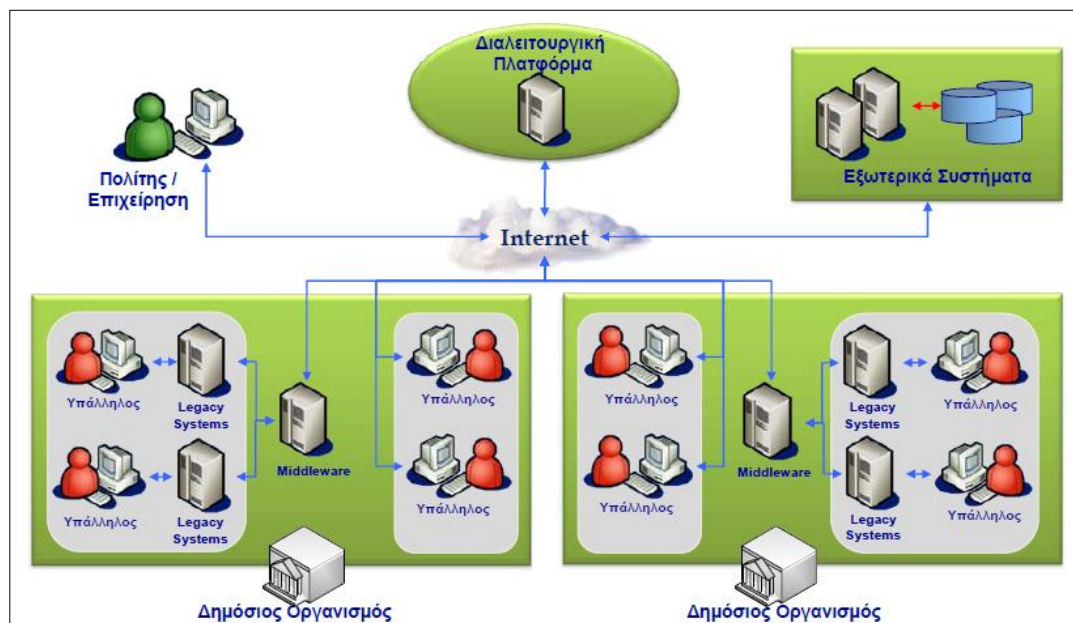 Διαλειτουργική
Πλατφόρμα
Πολίτης /
Επιχείρηση
Εξωτερικά Συστήματα
Internet
Υπάλληλος
Legacy
Systems
Υπάλληλος
Legacy
Systems
Middleware
Υπάλληλος
Υπάλληλος
Δημόσιος Οργανισμός
Υπάλληλος
Υπάλληλος
Middleware
Legacy
Systems
Υπάλληλος
Legacy
Systems
Υπάλληλος
Δημόσιος Οργανισμός